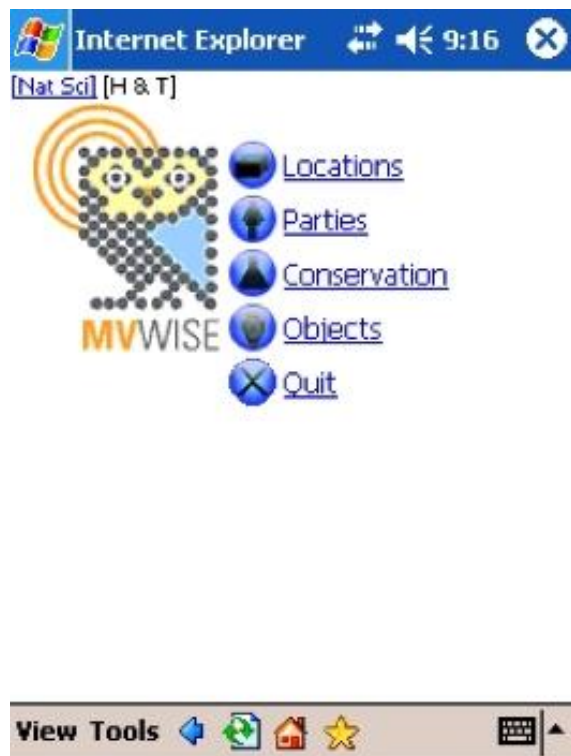 Internet Explorer 9:16
[Nat Sci] [H & T]
Locations
Parties
Conservation
Objects
MVWISE
Quit
View Tools